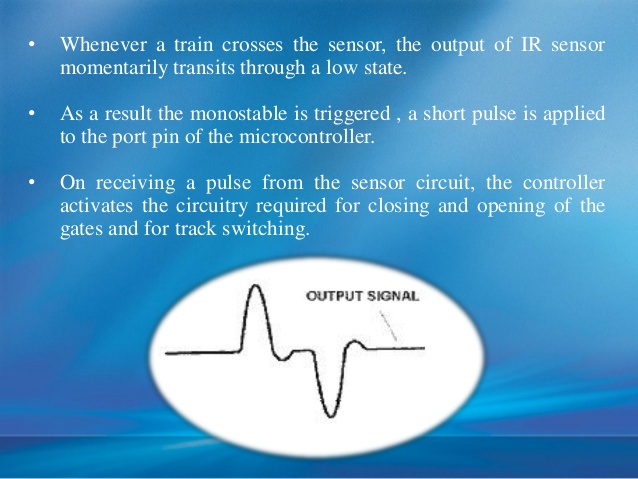 • Whenever a train crosses the sensor, the output of IR sensor
momentarily transits through a low state.
• As a result the monostable is triggered , a short pulse is applied
to the port pin of the microcontroller.
• On receiving a pulse from the sensor circuit, the controller
activates the circuitry required for closing and opening of the
gates and for track switching.
OUTPUT SIGNAL